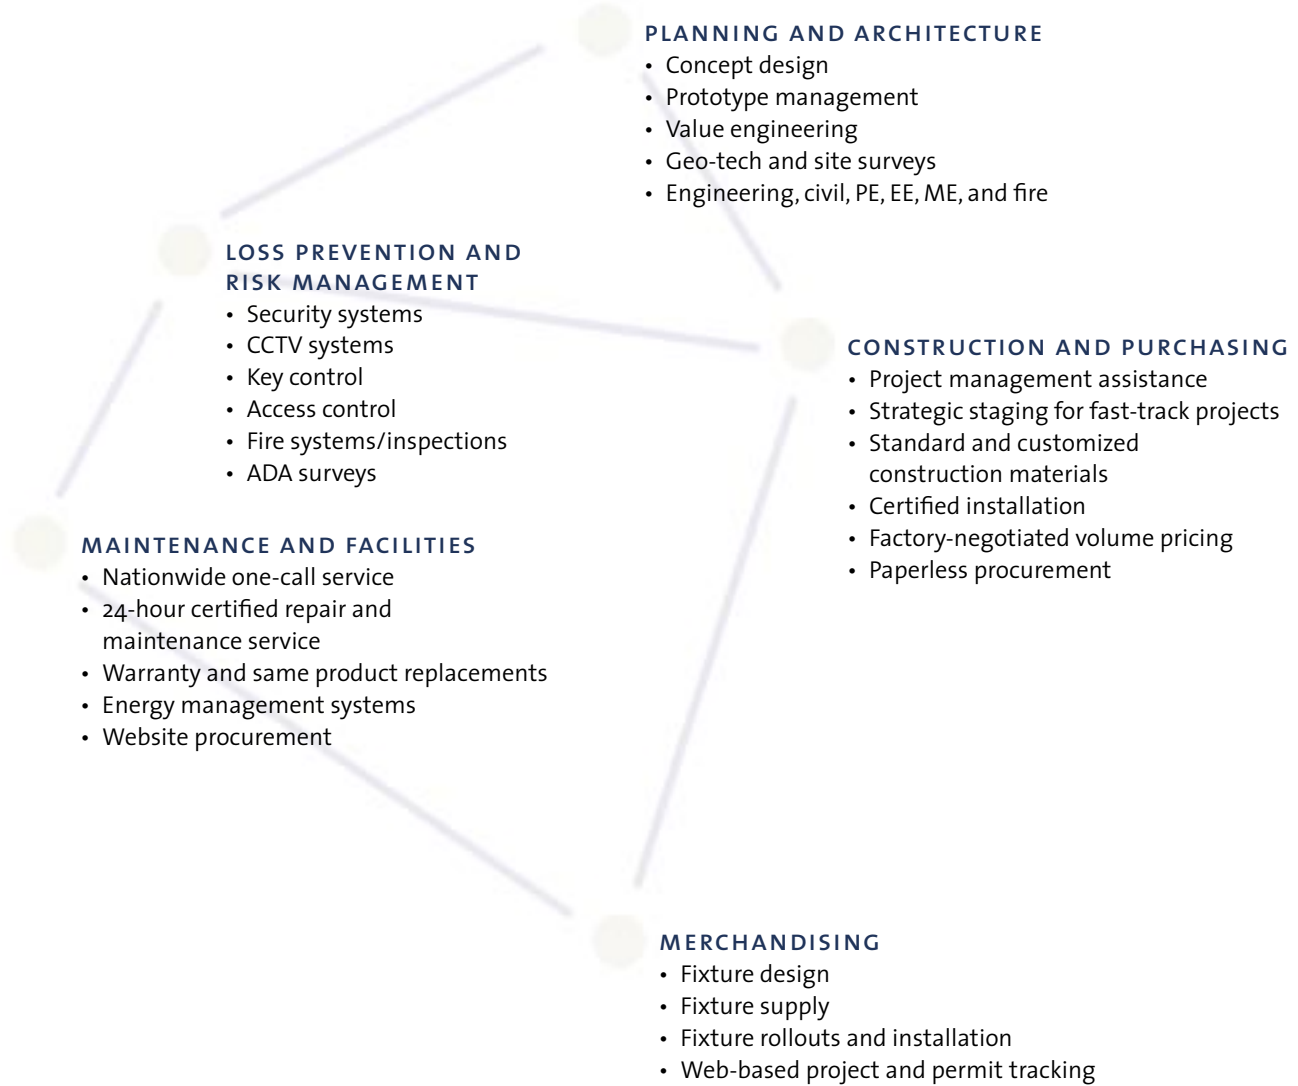 PLANNING AND ARCHITECTURE
• Concept design
• Prototype management
• Value engineering
• Geo-tech and site surveys
• Engineering, civil, PE, EE, ME, and fire
LOSS PREVENTION AND
RISK MANAGEMENT
• Security systems
• CCTV systems
• Key control
• Access control
• Fire systems/inspections
• ADA surveys
CONSTRUCTION AND PURCHASING
• Project management assistance
• Strategic staging for fast-track projects
• Standard and customized
construction materials
• Certified installation
• Factory-negotiated volume pricing
• Paperless procurement
MAINTENANCE AND FACILITIES
• Nationwide one-call service
• 24-hour certified repair and
maintenance service
• Warranty and same product replacements
• Energy management systems
• Website procurement
MERCHANDISING
• Fixture design
• Fixture supply
• Fixture rollouts and installation
• Web-based project and permit tracking